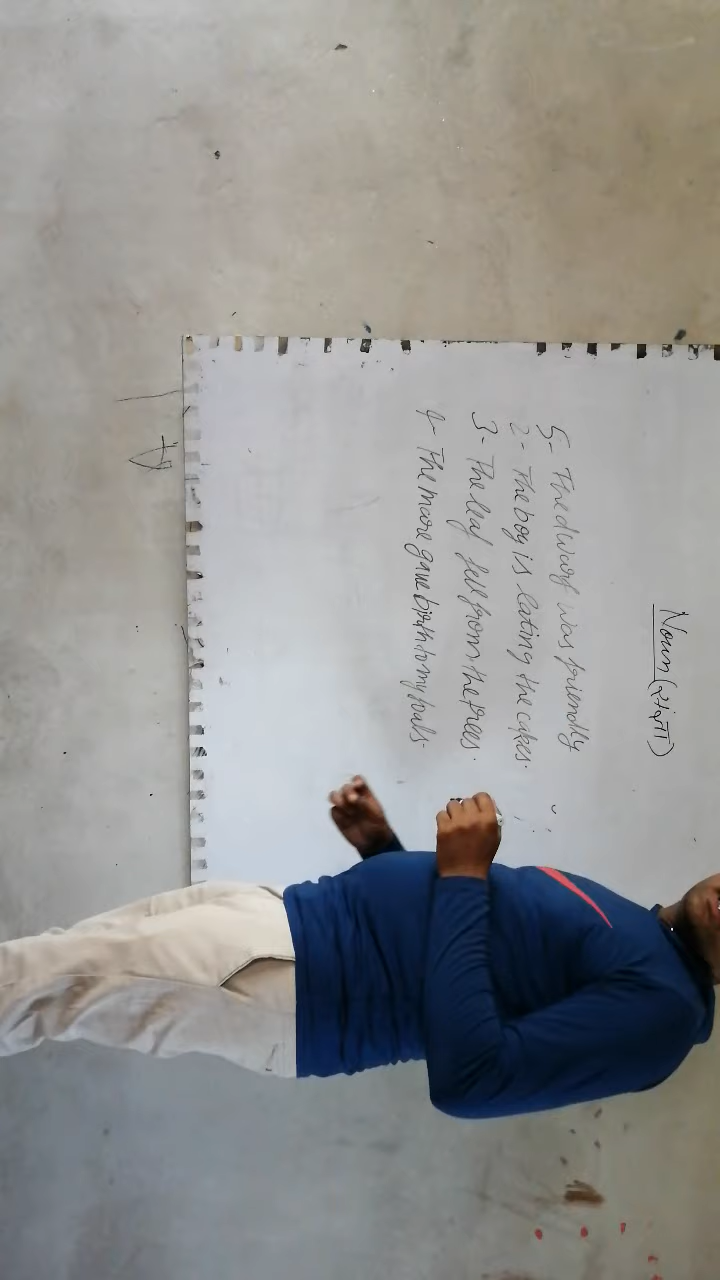 Noun (संज्ञा)
5- The dwarf was friendly
2- The boy is eating the cakes.
3- The leaf fell from the trees.
4- The mare gave birth to my foals.